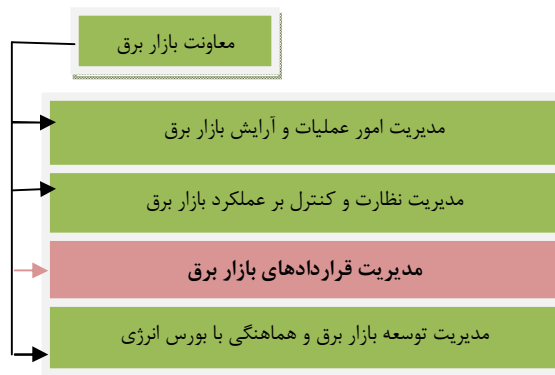 معاونت بازار برق
مدیریت امور عملیات و آرایش بازار برق
مدیریت نظارت و کنترل بر عملکرد بازار برق
مدیریت قراردادهای بازار برق
مدیریت توسعه بازار برق و هماهنگی با بورس انرژی